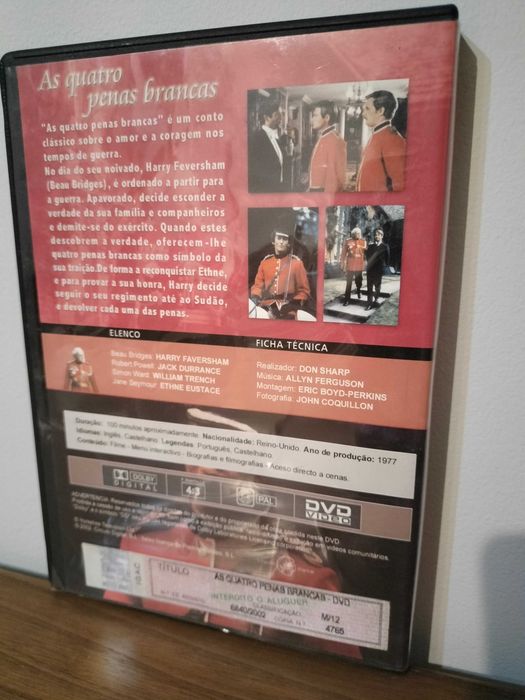 As quatro
penas brancas
"As quatro penas brancas" é um conto
clássico sobre o amor e a coragem nos
tempos de guerra.
No dia do seu noivado, Harry Feversham
(Beau Bridges), é ordenado a partir para
a guerra. Apavorado, decide esconder a
verdade da sua família e companheiros
e demite-se do exército. Quando estes
descobrem a verdade, oferecem-lhe
quatro penas brancas como símbolo da
sua traição.De forma a reconquistar Ethne,
e para provar a sua honra, Harry decide
seguir o seu regimento até ao Sudão,
e devolver cada uma das penas.
ELENCO
Beau Bridges: HARRY FAVERSHAM
Robert Powell: JACK DURRANCE
Simon Ward: WILLIAM TRENCH
Jane Seymour: ETHNE EUSTACE
FICHA TÉCNICA
Realizador: DON SHARP
Música: ALLYN FERGUSON
Montagem: ERIC BOYD-PERKINS
Fotografia: JOHN COQUILLON
Duração: 100 minutos aproximadamente. Nacionalidade: Reino-Unido. Ano de produção: 1977
Idiomas: Inglês, Castelhano. Legendas: Português, Castelhano.
Conteúdo: Filme - Menú interactivo - Biografias e filmografias - Acesso directo a cenas.
DOLBY
DIGITAL
4:3
PAL
DVD
VIDEO
TÍTULO
AS QUATRO PENAS BRANCAS - DVD
INTERDITO O ALUGUER
CLASSIFICAÇÃO
M/12
6640/2002
CÓPIA N.º
4765
IGAC